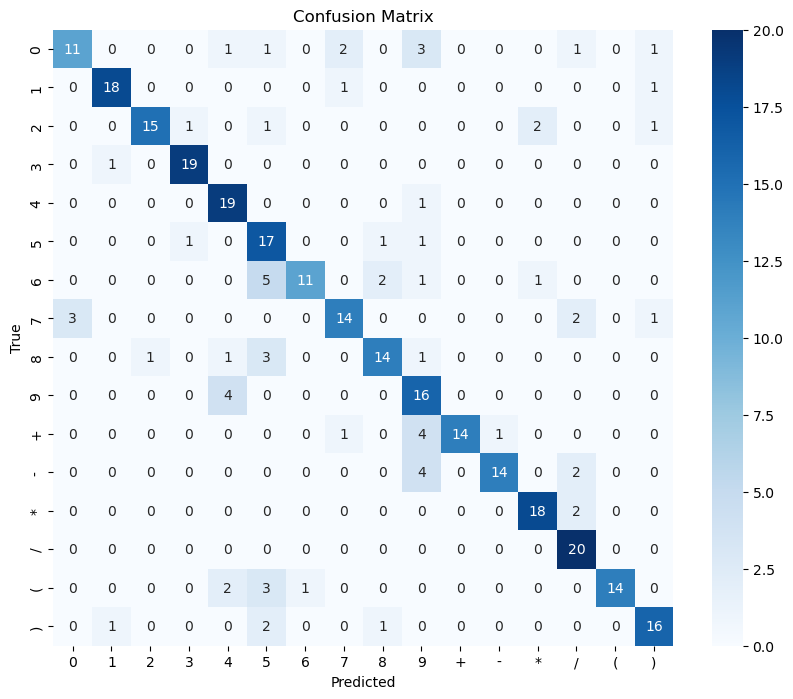 Confusion Matrix
0 11 0 0 0 1 1 0 2 0 3 0 0 0 1 0 1
1 0 18 0 0 0 0 0 1 0 0 0 0 0 0 0 1
2 0 0 15 1 0 1 0 0 0 0 0 0 2 0 0 1
3 0 1 0 19 0 0 0 0 0 0 0 0 0 0 0 0
4 0 0 0 0 19 0 0 0 0 1 0 0 0 0 0 0
5 0 0 0 1 0 17 0 0 1 1 0 0 0 0 0 0
6 0 0 0 0 0 5 11 0 2 1 0 0 1 0 0 0
7 3 0 0 0 0 0 0 14 0 0 0 0 0 2 0 1
8 0 0 1 0 1 3 0 0 14 1 0 0 0 0 0 0
9 0 0 0 0 4 0 0 0 0 16 0 0 0 0 0 0
+ 0 0 0 0 0 0 0 1 0 4 14 1 0 0 0 0
- 0 0 0 0 0 0 0 0 0 4 0 14 0 2 0 0
* 0 0 0 0 0 0 0 0 0 0 0 0 18 2 0 0
/ 0 0 0 0 0 0 0 0 0 0 0 0 0 20 0 0
( 0 0 0 0 2 3 1 0 0 0 0 0 0 0 14 0
) 0 1 0 0 0 2 0 0 1 0 0 0 0 0 0 16
0 1 2 3 4 5 6 7 8 9 + - * / ( )
True
Predicted
20.0
17.5
15.0
12.5
10.0
7.5
5.0
2.5
0.0